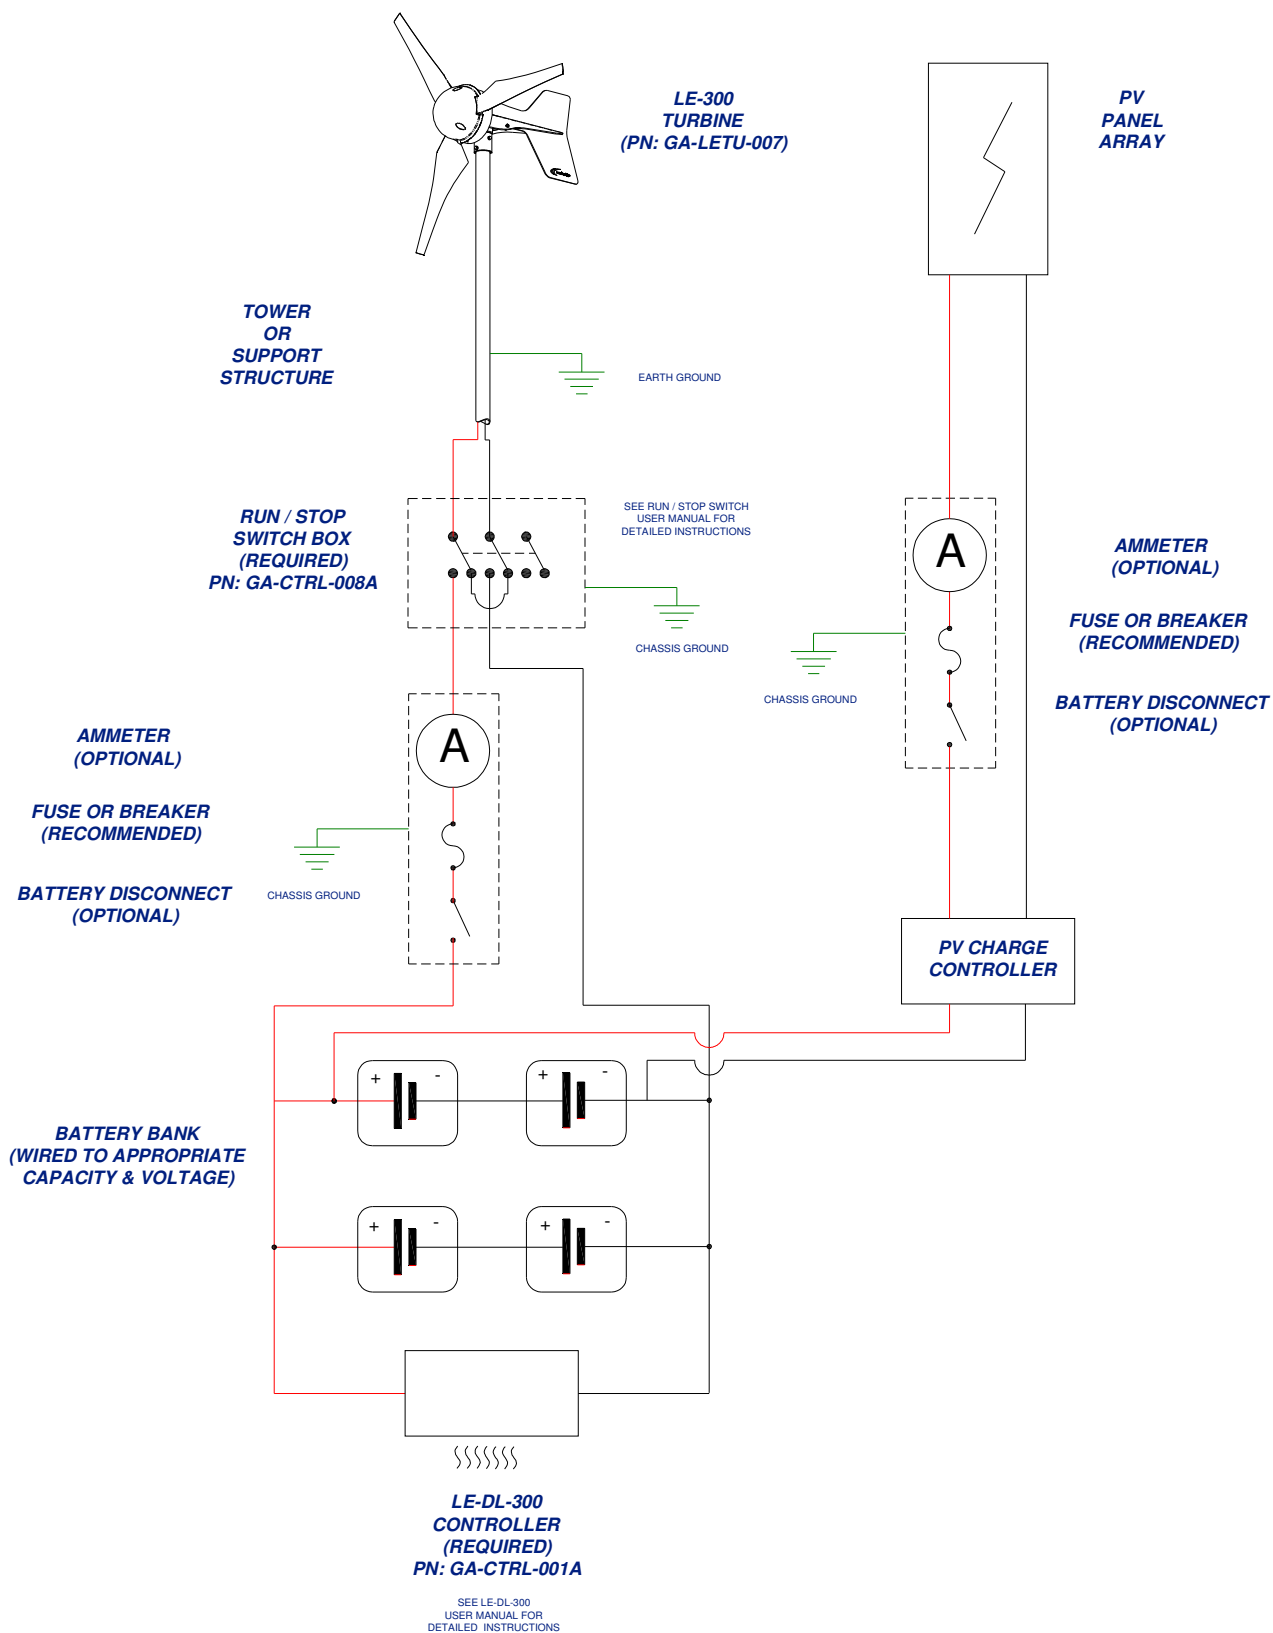 LE-300
TURBINE
(PN: GA-LETU-007)
PV
PANEL
ARRAY
TOWER
OR
SUPPORT
STRUCTURE
EARTH GROUND
RUN / STOP
SWITCH BOX
(REQUIRED)
PN: GA-CTRL-008A
SEE RUN / STOP SWITCH
USER MANUAL FOR
DETAILED INSTRUCTIONS
CHASSIS GROUND
A
AMMETER
(OPTIONAL)
FUSE OR BREAKER
(RECOMMENDED)
BATTERY DISCONNECT
(OPTIONAL)
CHASSIS GROUND
AMMETER
(OPTIONAL)
A
FUSE OR BREAKER
(RECOMMENDED)
BATTERY DISCONNECT
(OPTIONAL)
CHASSIS GROUND
PV CHARGE
CONTROLLER
+ - + -
BATTERY BANK
(WIRED TO APPROPRIATE
CAPACITY & VOLTAGE)
+ - + -
LE-DL-300
CONTROLLER
(REQUIRED)
PN: GA-CTRL-001A
SEE LE-DL-300
USER MANUAL FOR
DETAILED INSTRUCTIONS